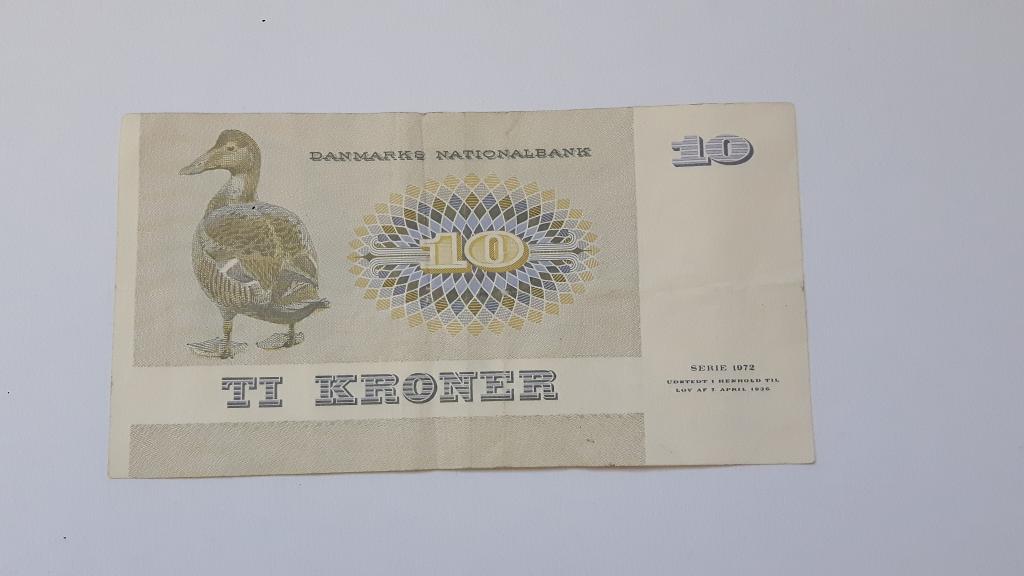 DANMARKS NATIONALBANK
10
10
TI KRONER
SERIE 1972
UDSTEDT I HENHOLD TIL
LOV AF 7. APRIL 1936